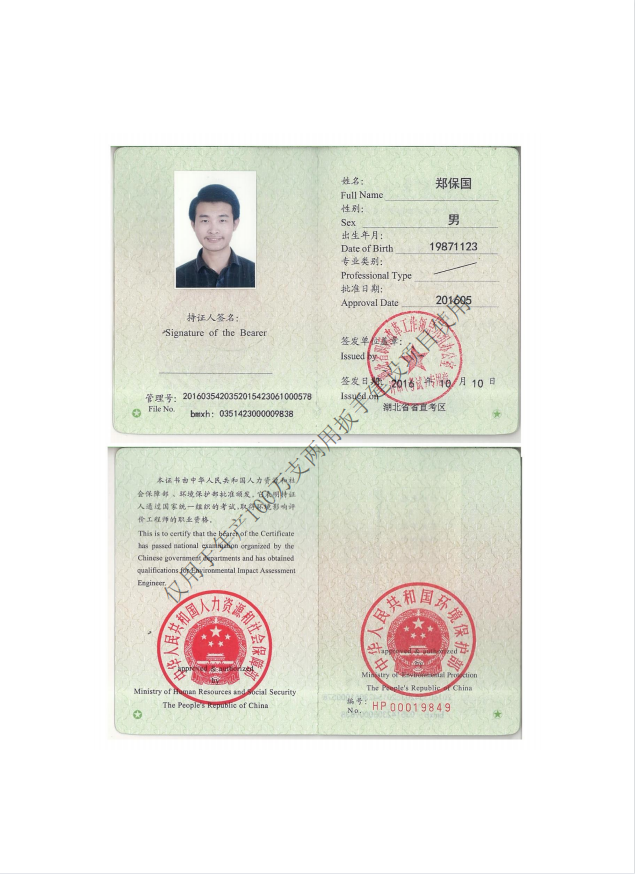 姓名:
郑保国
Full Name
性别:
男
Sex
出生年月:
19871123
Date of Birth
专业类别:
Professional Type
批准日期:
201605
Approval Date
持证人签名:
Signature of the Bearer
签发单位盖章:
Issued by
签发日期: 2016 年 10 月 10 日
Issued on
湖北省省直考区
管理号: 2016035420352015423061000578
File No.
bmxh: 0351423000009838
仅用于年产100万支两用扳手建设项目使用
本证书由中华人民共和国人力资源和社
会保障部、环境保护部批准颁发。它表明持证
人通过国家统一组织的考试,取得环境影响评
价工程师的职业资格。
This is to certify that the bearer of the Certificate
has passed national examination organized by the
Chinese government departments and has obtained
qualifications for Environmental Impact Assessment
Engineer.
中华人民共和国人力资源和社会保障部
approved & authorized
by
Ministry of Human Resources and Social Security
The People's Republic of China
中华人民共和国环境保护部
approved & authorized
by
Ministry of Environmental Protection
The People's Republic of China
编号:
No.
HP 00019849